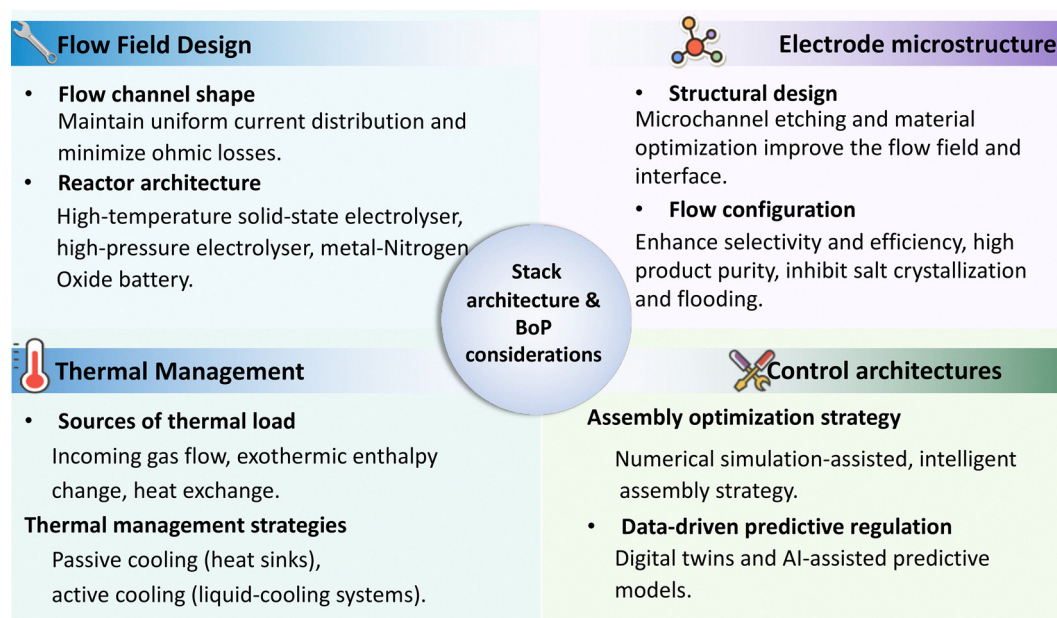 Flow Field Design
• Flow channel shape
Maintain uniform current distribution and
minimize ohmic losses.
• Reactor architecture
High-temperature solid-state electrolyser,
high-pressure electrolyser, metal-Nitrogen
Oxide battery.
Electrode microstructure
• Structural design
Microchannel etching and material
optimization improve the flow field and
interface.
• Flow configuration
Enhance selectivity and efficiency, high
product purity, inhibit salt crystallization
and flooding.
Stack
architecture &
BoP
considerations
Thermal Management
• Sources of thermal load
Incoming gas flow, exothermic enthalpy
change, heat exchange.
Thermal management strategies
Passive cooling (heat sinks),
active cooling (liquid-cooling systems).
Control architectures
Assembly optimization strategy
Numerical simulation-assisted, intelligent
assembly strategy.
• Data-driven predictive regulation
Digital twins and AI-assisted predictive
models.